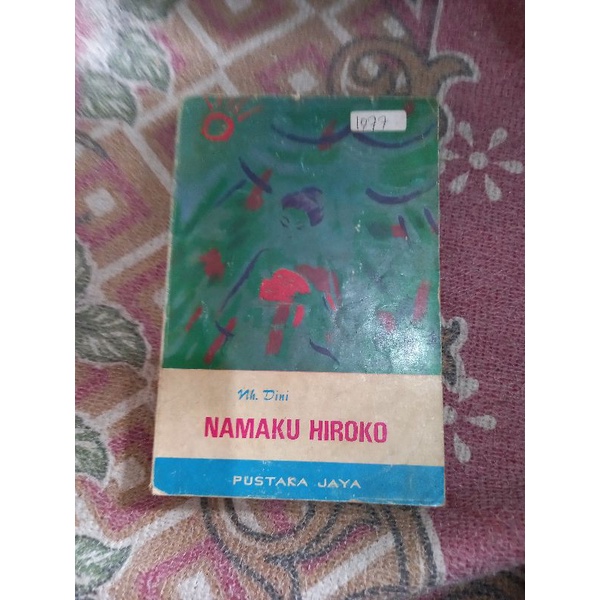 1977
Nh. Dini
NAMAKU HIROKO
PUSTAKA JAYA